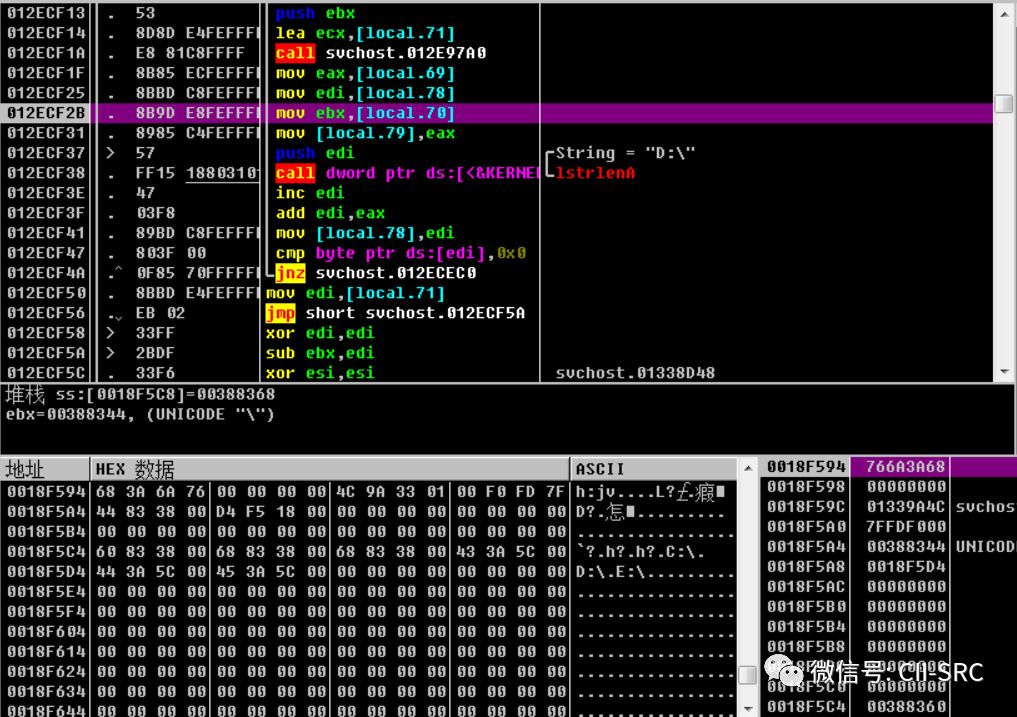 012ECF13 . 53 push ebx
012ECF14 . 8D8D E4FEFFF lea ecx,[local.71]
012ECF1A . E8 81C8FFFF call svchost.012E97A0
012ECF1F . 8B85 ECFEFFF mov eax,[local.69]
012ECF25 . 8BBD C8FEFFF mov edi,[local.78]
012ECF2B . 8B9D E8FEFFF mov ebx,[local.70]
012ECF31 . 8985 C4FEFFF mov [local.79],eax
012ECF37 > 57 push edi String = "D:\"
012ECF38 . FF15 1880310 call dword ptr ds:[<&KERNE lstrlenA
012ECF3E . 47 inc edi
012ECF3F . 03F8 add edi,eax
012ECF41 . 89BD C8FEFFF mov [local.78],edi
012ECF47 . 803F 00 cmp byte ptr ds:[edi],0x0
012ECF4A .^ 0F85 70FFFFF jnz svchost.012ECEC0
012ECF50 . 8BBD E4FEFFF mov edi,[local.71]
012ECF56 . EB 02 jmp short svchost.012ECF5A
012ECF58 > 33FF xor edi,edi
012ECF5A > 2BDF sub ebx,edi
012ECF5C . 33F6 xor esi,esi svchost.01338D48
堆栈 ss:[0018F5C8]=00388368
ebx=00388344, (UNICODE "\")
地址 HEX 数据 ASCII
0018F594 68 3A 6A 76 00 00 00 00 4C 9A 33 01 00 F0 FD 7F h:jv....L?
0018F5A4 44 83 38 00 D4 F5 18 00 00 00 00 00 00 00 00 00 D?.怎.........
0018F5B4 00 00 00 00 00 00 00 00 00 00 00 00 00 00 00 00 ................
0018F5C4 60 83 38 00 68 83 38 00 68 83 38 00 43 3A 5C 00 `?.h?.h?.C:\.
0018F5D4 44 3A 5C 00 45 3A 5C 00 00 00 00 00 00 00 00 00 D:\.E:\.........
0018F5E4 00 00 00 00 00 00 00 00 00 00 00 00 00 00 00 00 ................
0018F5F4 00 00 00 00 00 00 00 00 00 00 00 00 00 00 00 00 ................
0018F604 00 00 00 00 00 00 00 00 00 00 00 00 00 00 00 00 ................
0018F614 00 00 00 00 00 00 00 00 00 00 00 00 00 00 00 00 ................
0018F624 00 00 00 00 00 00 00 00 00 00 00 00 00 00 00 00 ................
0018F634 00 00 00 00 00 00 00 00 00 00 00 00 00 00 00 00 ................
0018F644 00 00 00 00 00 00 00 00 00 00 00 00 00 00 00 00 ................
0018F594 766A3A68
0018F598 00000000
0018F59C 01339A4C svchos
0018F5A0 7FFDF000
0018F5A4 00388344 UNICOD
0018F5A8 0018F5D4
0018F5AC 00000000
0018F5B0 00000000
0018F5B4 00000000
0018F5B8 00000000
0018F5C0 00000000
0018F5C4 00388360
微信号: CII-SRC